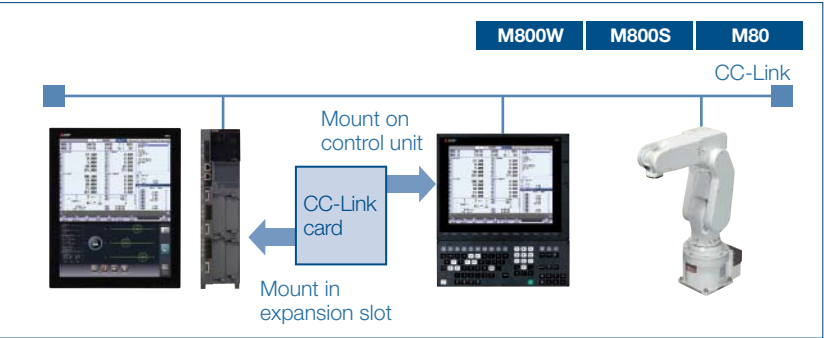 M800W M800S M80
CC-Link
Mount on
control unit
CC-Link
card
Mount in
expansion slot